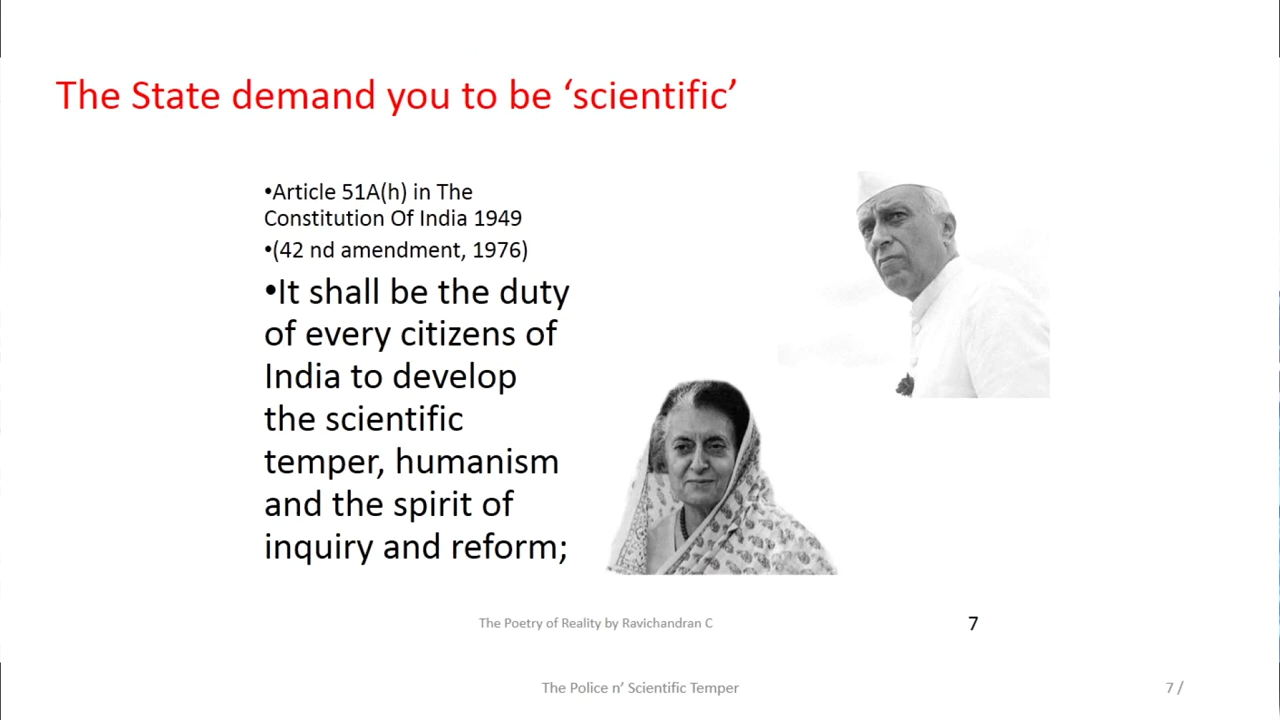 The State demand you to be ‘scientific’
•Article 51A(h) in The
Constitution Of India 1949
•(42 nd amendment, 1976)
•It shall be the duty
of every citizens of
India to develop
the scientific
temper, humanism
and the spirit of
inquiry and reform;
The Poetry of Reality by Ravichandran C
7
The Police n’ Scientific Temper
7 /